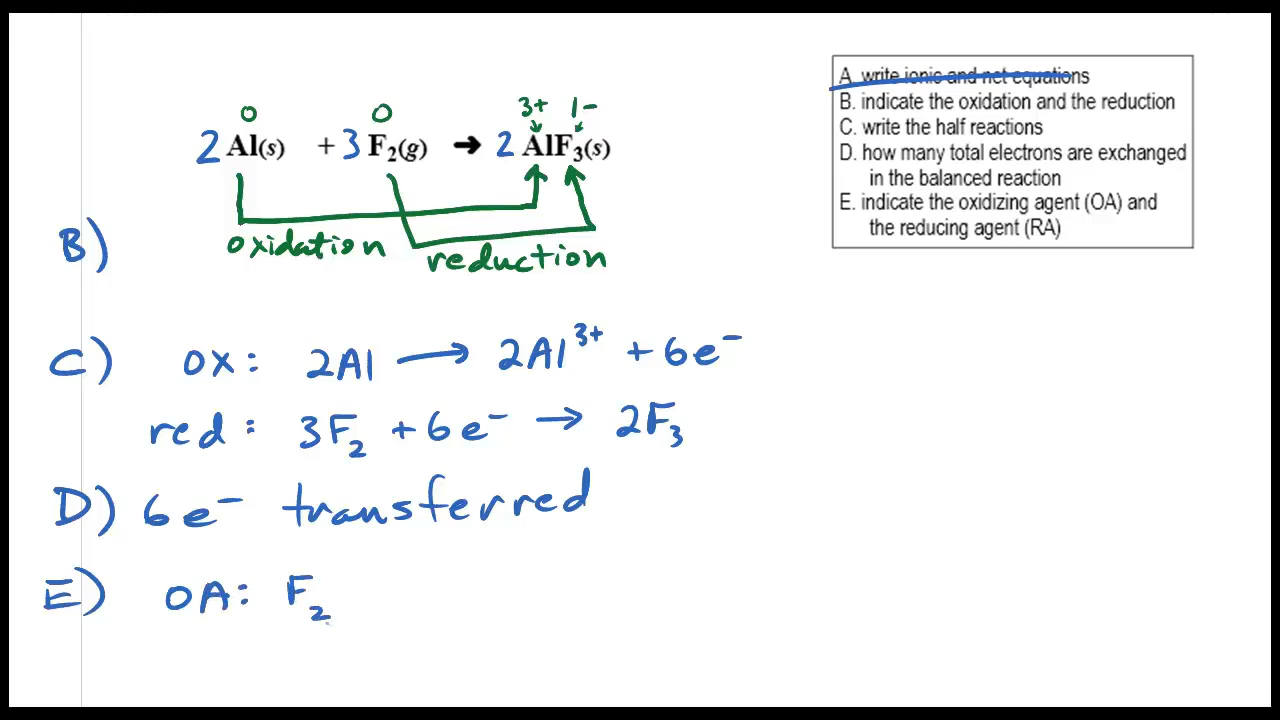 A. write ionic and net equations
B. indicate the oxidation and the reduction
C. write the half reactions
D. how many total electrons are exchanged
in the balanced reaction
E. indicate the oxidizing agent (OA) and
the reducing agent (RA)
0 0 3+ 1-
2 Al(s) + 3 F₂(g) → 2 AlF₃(s)
B) oxidation reduction
C) ox: 2Al → 2Al³⁺ + 6e⁻
red: 3F₂ + 6e⁻ → 2F₃
D) 6e⁻ transferred
E) OA: F₂